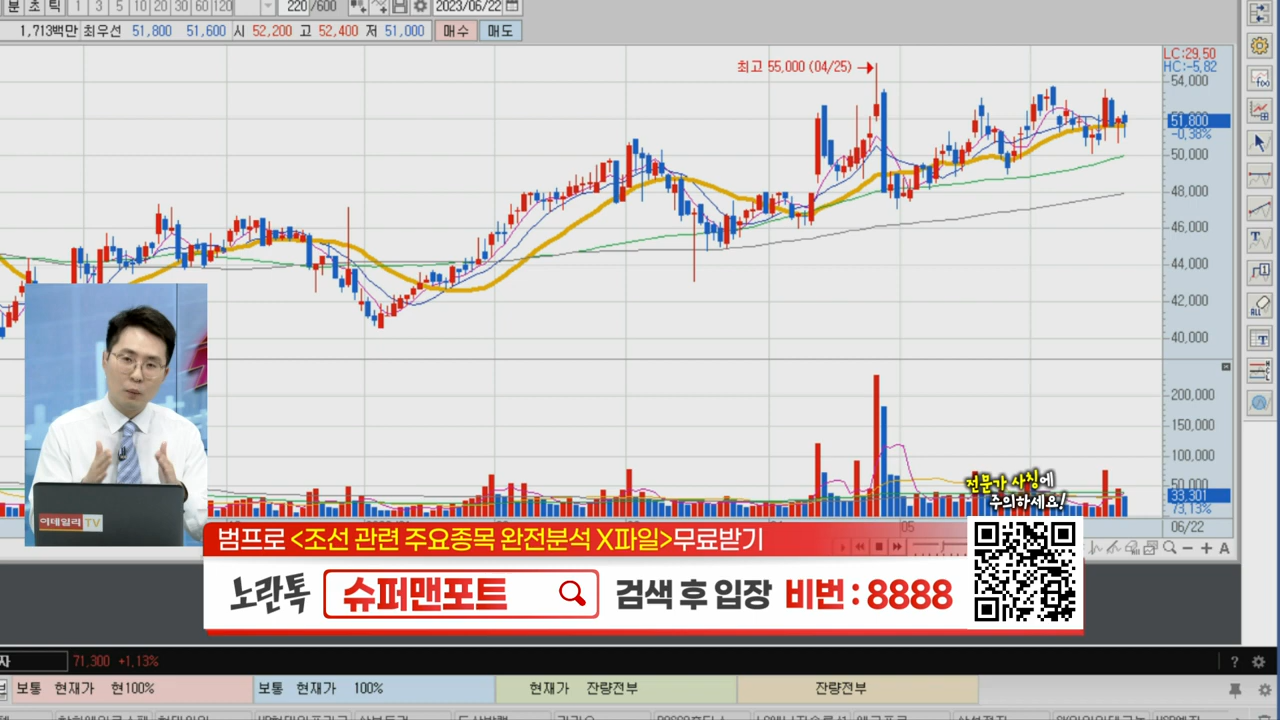 분 초 틱 1 3 5 10 20 30 60 120 220 /600 2023/06/22
1,713백만 최우선 51,800 51,600 시 52,200 고 52,400 저 51,000 매수 매도
최고 55,000 (04/25)
LC:29,50
HC:-5,82
54,000
51,800
-0,38%
50,000
48,000
46,000
44,000
42,000
40,000
200,000
150,000
100,000
50,000
33,301
73,13%
05
06/22
이데일리TV
전문가 사칭에
주의하세요!
범프로 <조선 관련 주요종목 완전분석 X파일>무료받기
노란톡 슈퍼맨포트 검색 후 입장 비번 : 8888
자 71,300 +1,13%
보통 현재가 현100% 보통 현재가 100% 현재가 잔량전부 잔량전부